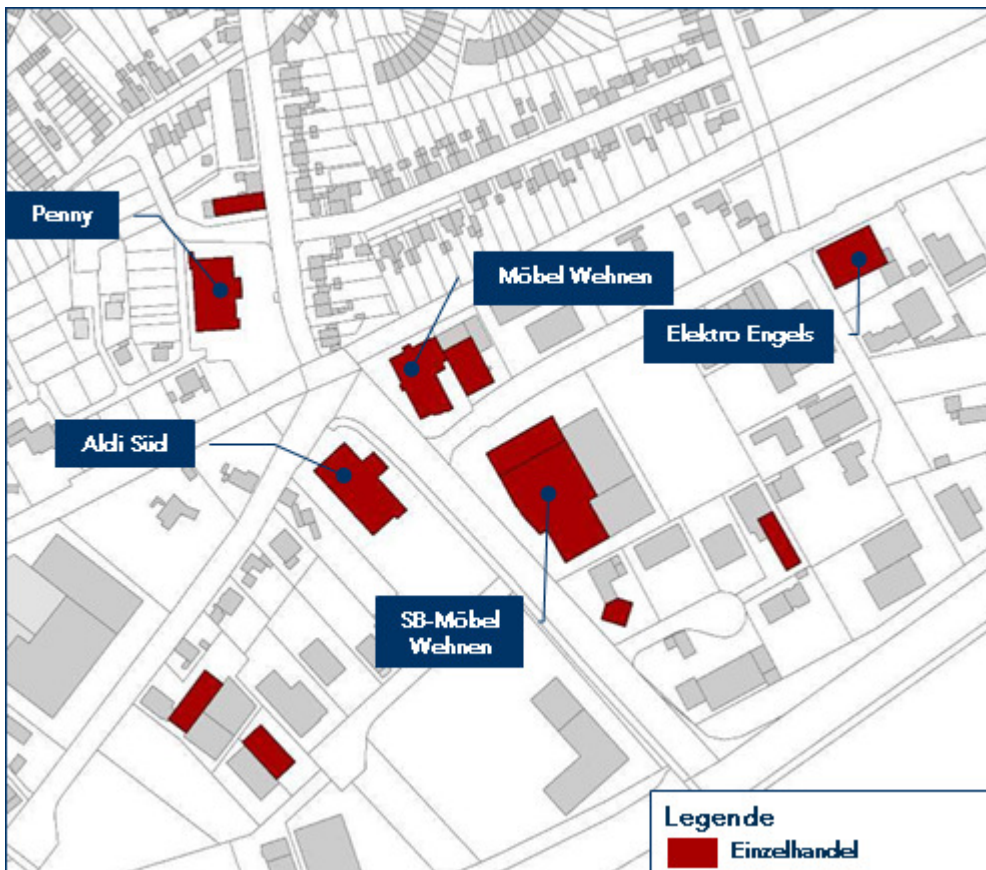 Penny
Möbel Wehnen
Elektro Engels
Aldi Süd
SB-Möbel
Wehnen
Legende
Einzelhandel